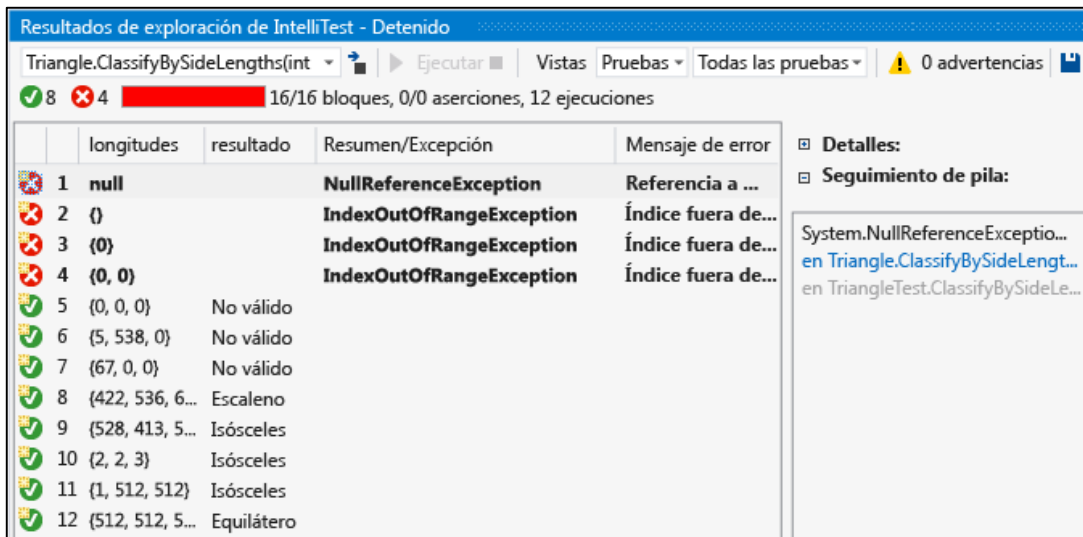 Resultados de exploración de IntelliTest - Detenido
Triangle.ClassifyBySideLengths(int Ejecutar Vistas Pruebas Todas las pruebas 0 advertencias
8 4 16/16 bloques, 0/0 aserciones, 12 ejecuciones
longitudes resultado Resumen/Excepción Mensaje de error
1 null NullReferenceException Referencia a ...
2 {} IndexOutOfRangeException Índice fuera de...
3 {0} IndexOutOfRangeException Índice fuera de...
4 {0, 0} IndexOutOfRangeException Índice fuera de...
5 {0, 0, 0} No válido
6 {5, 538, 0} No válido
7 {67, 0, 0} No válido
8 {422, 536, 6... Escaleno
9 {528, 413, 5... Isósceles
10 {2, 2, 3} Isósceles
11 {1, 512, 512} Isósceles
12 {512, 512, 5... Equilátero
Detalles:
Seguimiento de pila:
System.NullReferenceExceptio...
en Triangle.ClassifyBySideLengt...
en TriangleTest.ClassifyBySideLe...